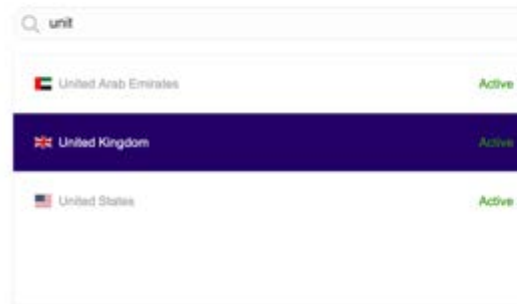 unit
United Arab Emirates Active
United Kingdom Active
United States Active